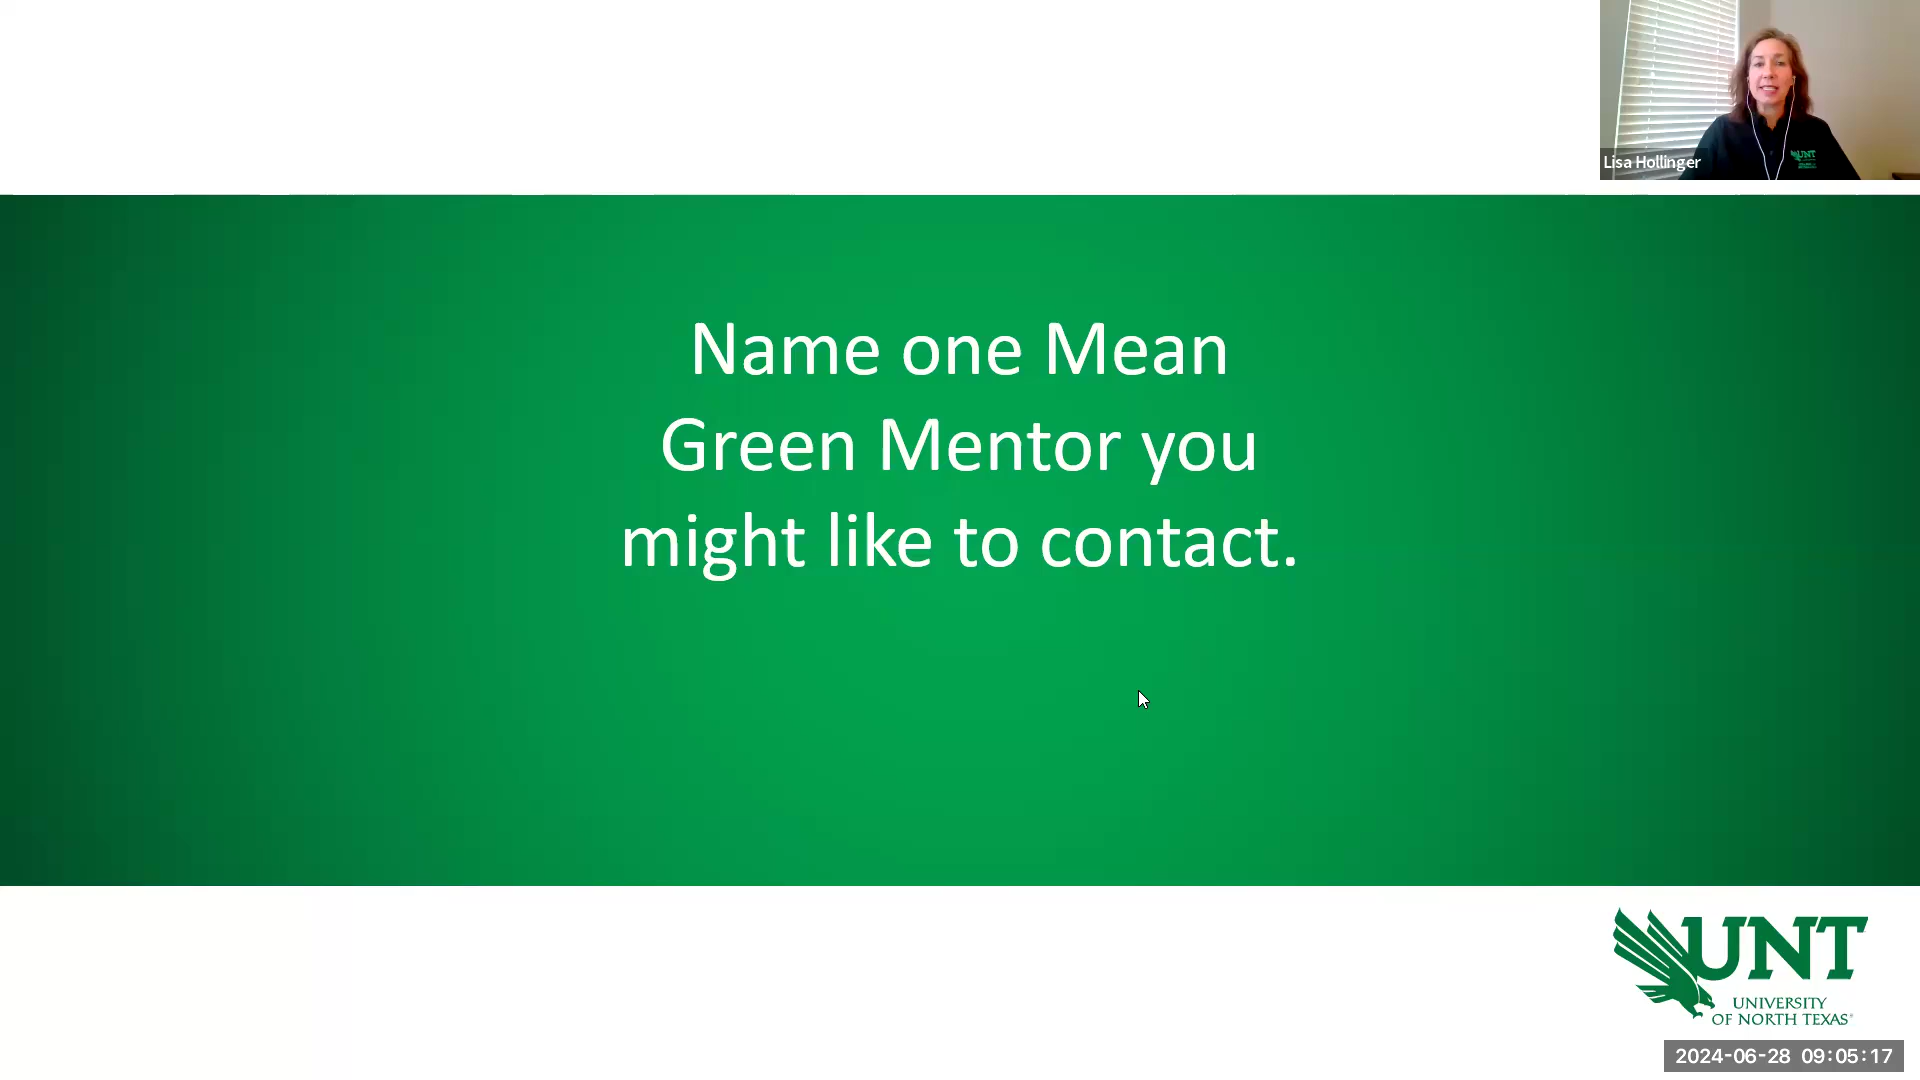 Lisa Hollinger
Name one Mean
Green Mentor you
might like to contact.
UNT
UNT
UNIVERSITY
OF NORTH TEXAS®
2024-06-28 09:05:17